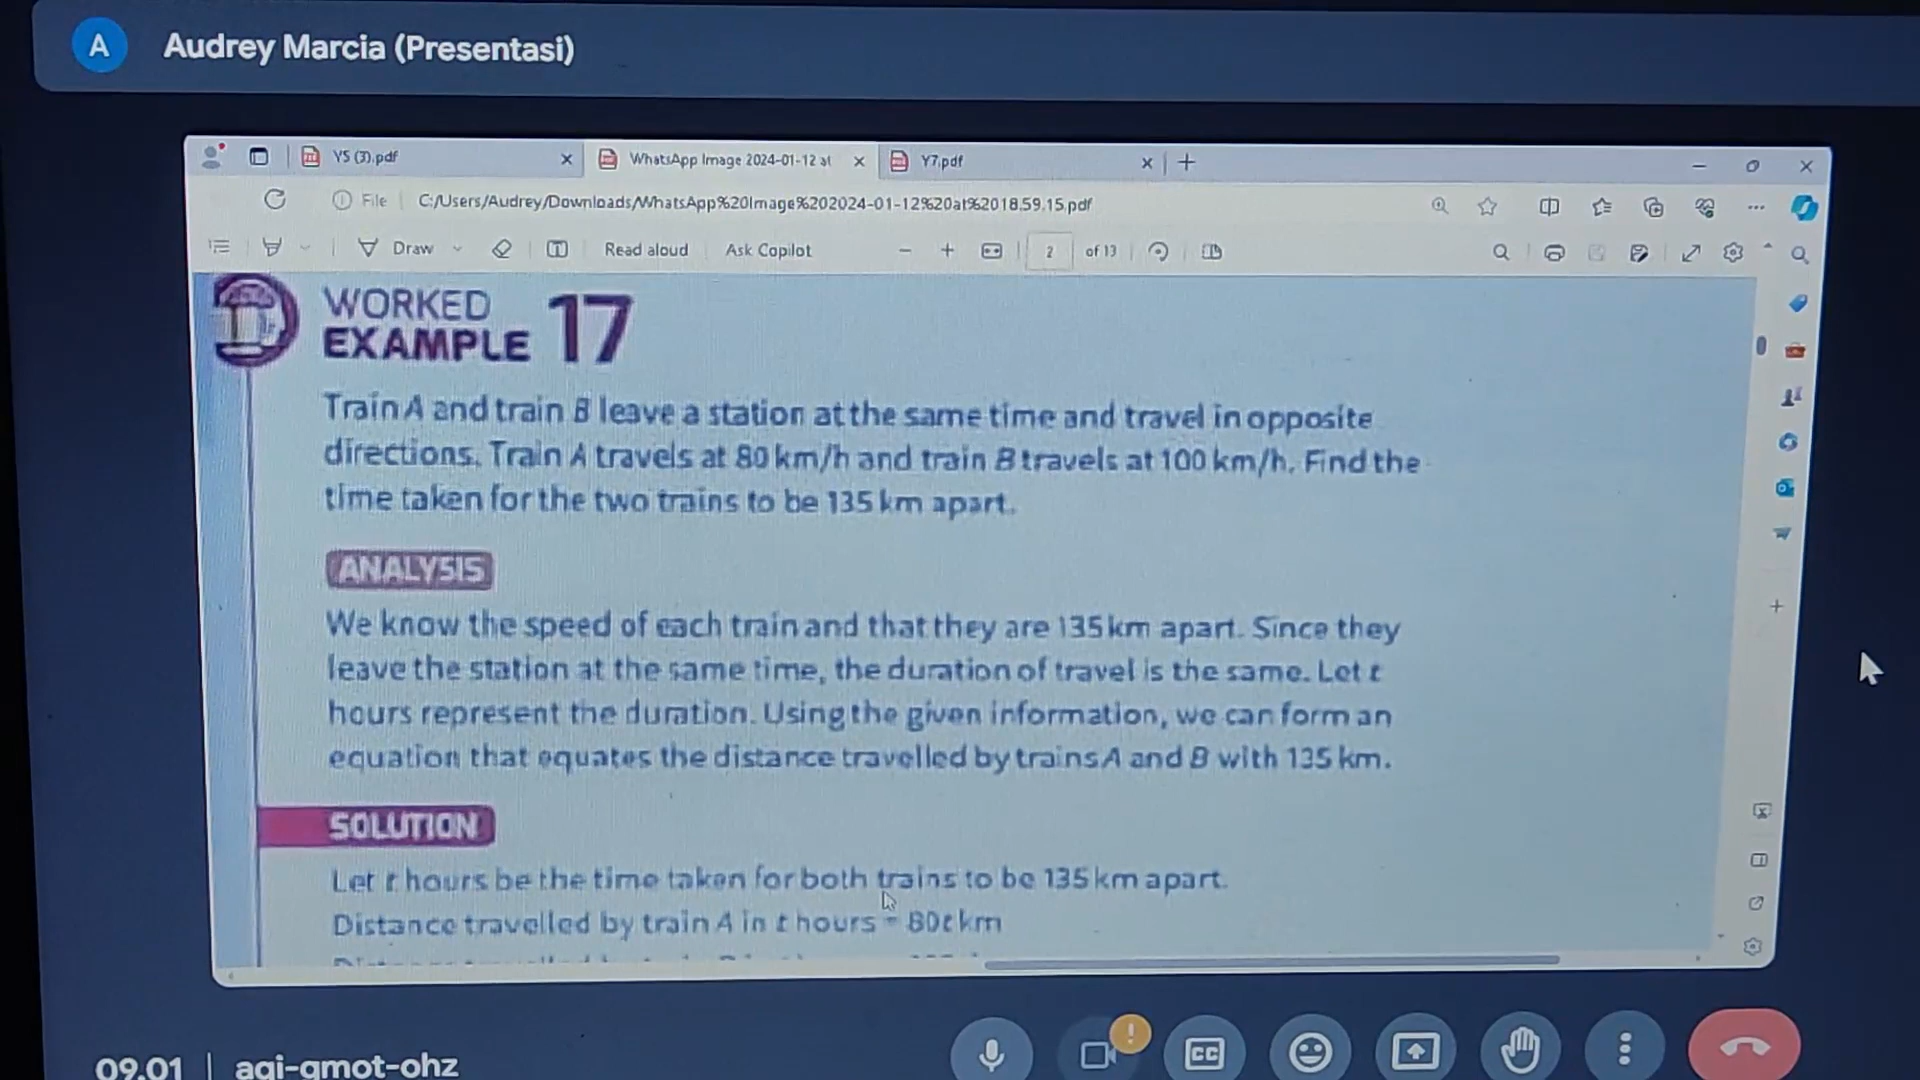 A Audrey Marcia (Presentasi)
Y5 (3).pdf
WhatsApp Image 2024-01-12 at
Y7.pdf
File C:/Users/Audrey/Downloads/WhatsApp%20Image%202024-01-12%20at%2018.59.15.pdf
Draw Read aloud Ask Copilot 2 of 13
WORKED
EXAMPLE 17
Train A and train B leave a station at the same time and travel in opposite
directions. Train A travels at 80 km/h and train B travels at 100 km/h. Find the
time taken for the two trains to be 135 km apart.
ANALYSIS
We know the speed of each train and that they are 135 km apart. Since they
leave the station at the same time, the duration of travel is the same. Let t
hours represent the duration. Using the given information, we can form an
equation that equates the distance travelled by trains A and B with 135 km.
SOLUTION
Let t hours be the time taken for both trains to be 135 km apart.
Distance travelled by train A in t hours = 80t km
CC
09.01 | agi-gmot-ohz